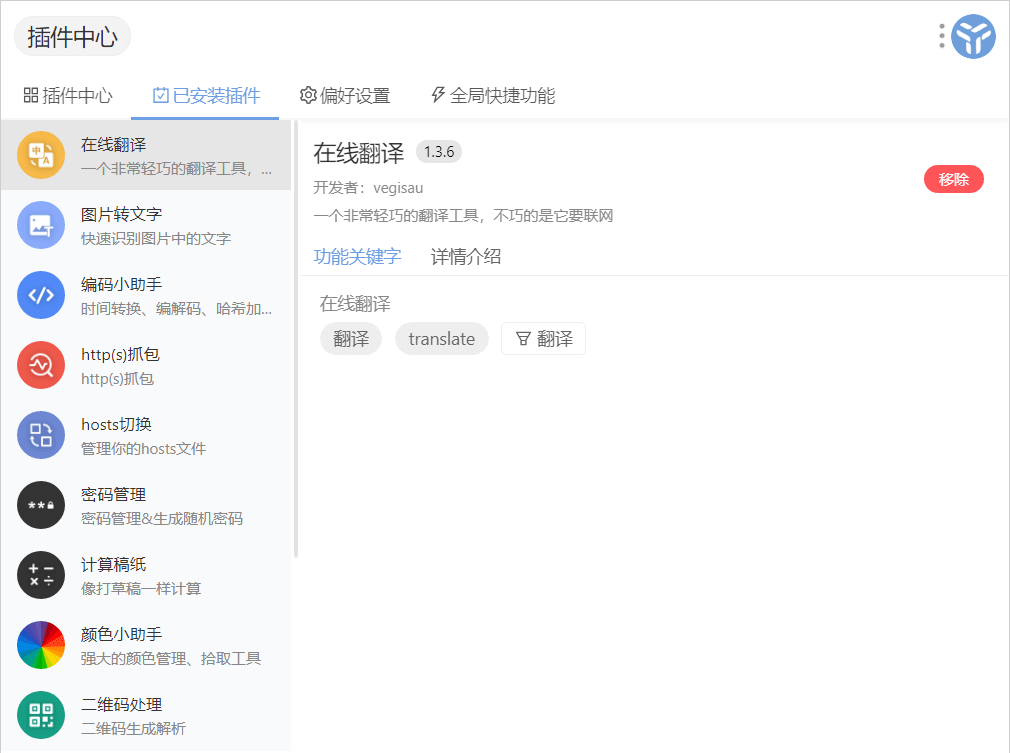 插件中心
插件中心 已安装插件 偏好设置 全局快捷功能
在线翻译
一个非常轻巧的翻译工具，...
图片转文字
快速识别图片中的文字
编码小助手
时间转换、编解码、哈希加...
http(s)抓包
http(s)抓包
hosts切换
管理你的hosts文件
密码管理
密码管理&生成随机密码
计算稿纸
像打草稿一样计算
颜色小助手
强大的颜色管理、拾取工具
二维码处理
二维码生成解析
在线翻译 1.3.6
开发者：vegisau
移除
一个非常轻巧的翻译工具，不巧的是它要联网
功能关键字 详情介绍
在线翻译
翻译 translate 翻译